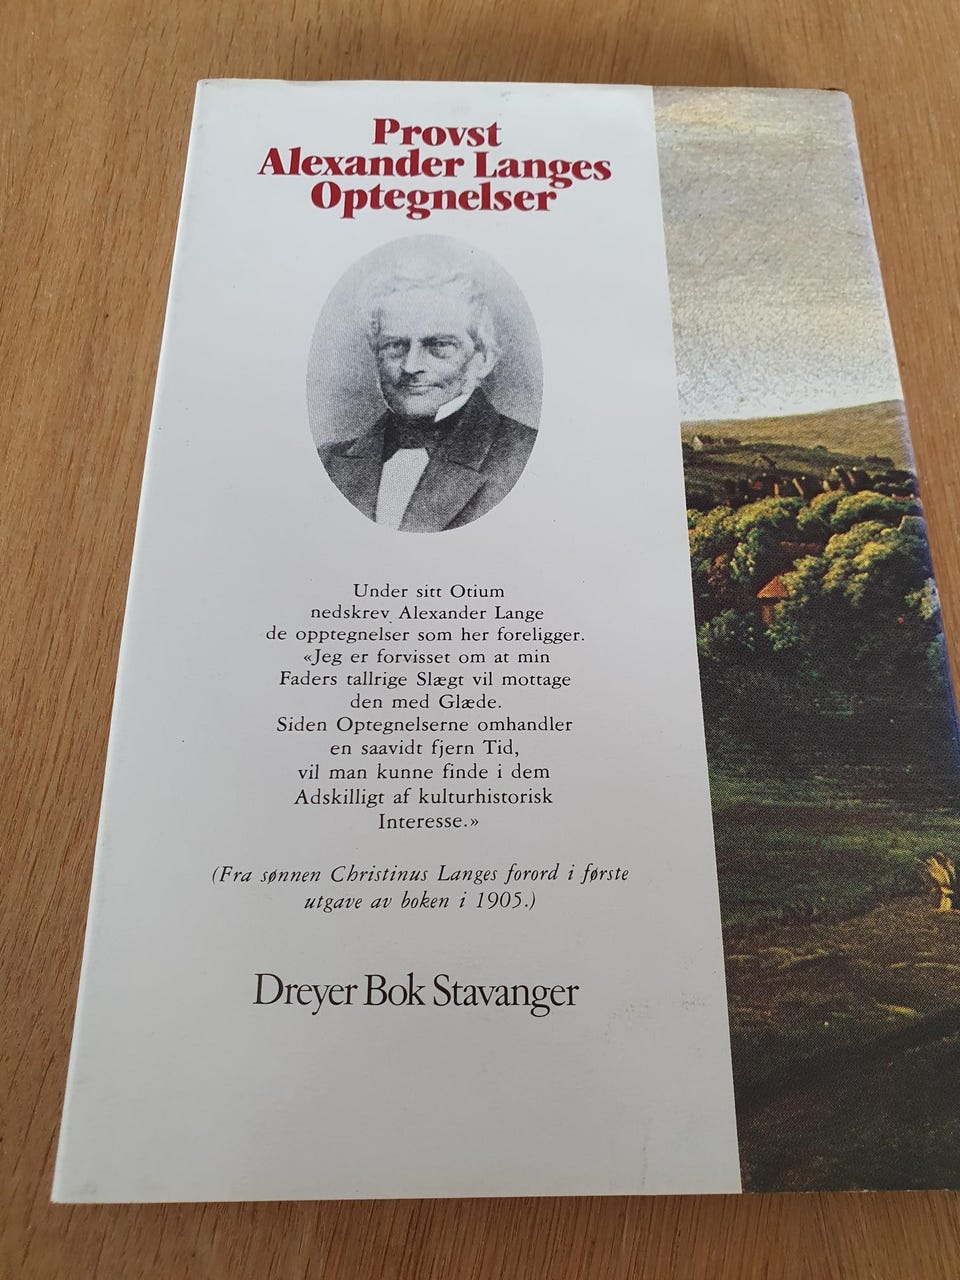 Provst
Alexander Langes
Optegnelser
Under sitt Otium
nedskrev Alexander Lange
de opptegnelser som her foreligger.
«Jeg er forvisset om at min
Faders tallrige Slægt vil mottage
den med Glæde.
Siden Optegnelserne omhandler
en saavidt fjern Tid,
vil man kunne finde i dem
Adskilligt af kulturhistorisk
Interesse.»
(Fra sønnen Christinus Langes forord i første
utgave av boken i 1905.)
Dreyer Bok Stavanger